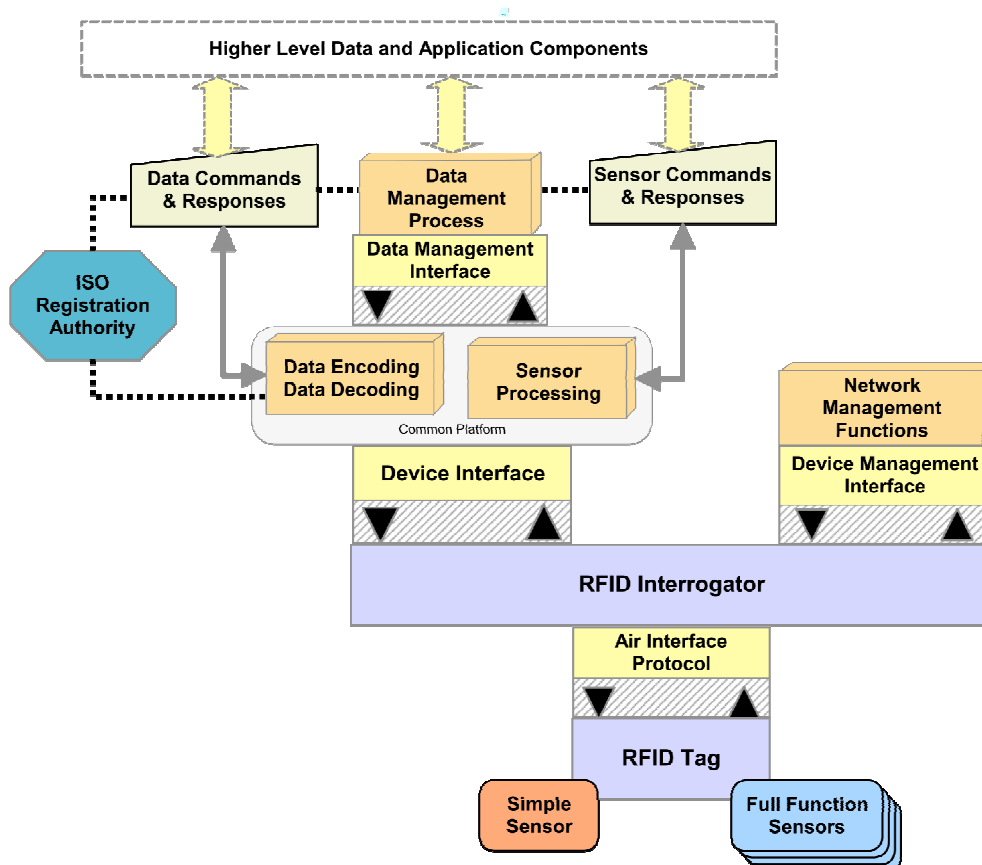 Higher Level Data and Application Components
Data Commands
& Responses
Data
Management
Process
Sensor Commands
& Responses
Data Management
Interface
ISO
Registration
Authority
Data Encoding
Data Decoding
Sensor
Processing
Common Platform
Network
Management
Functions
Device Interface
Device Management
Interface
RFID Interrogator
Air Interface
Protocol
RFID Tag
Simple
Sensor
Full Function
Sensors